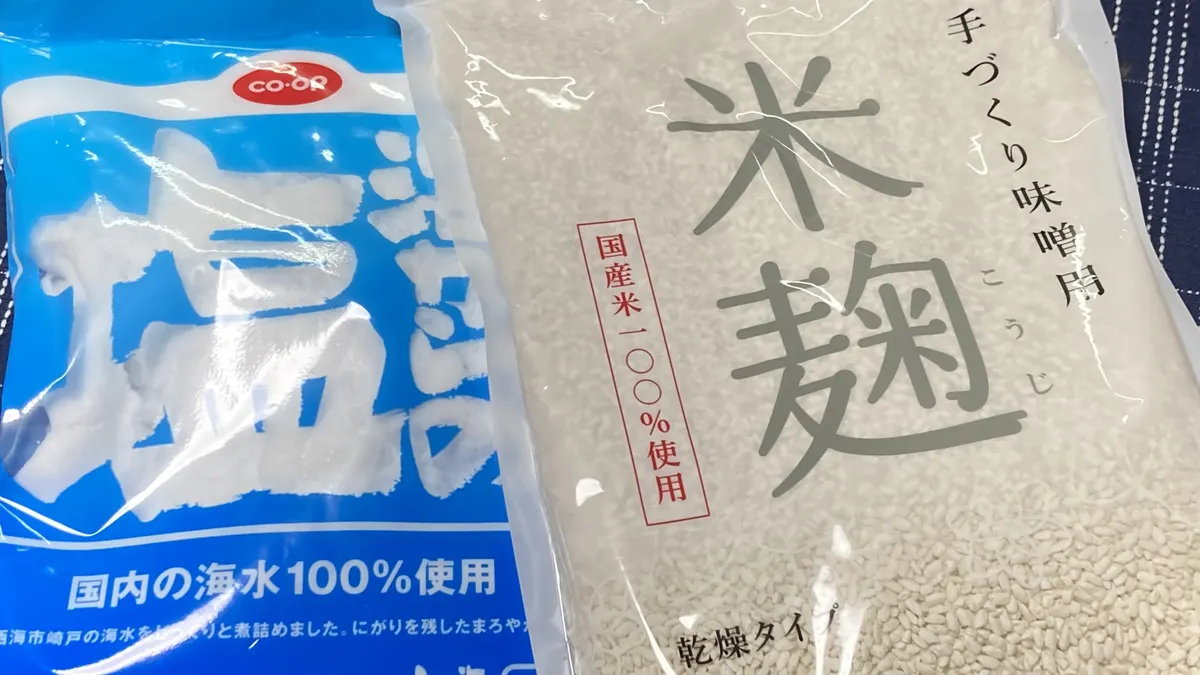 CO·OP
塩
国内の海水100%使用
西海市崎戸の海水をじっくりと煮詰めました。にがりを残したまろやか
手づくり味噌用
米麹
こうじ
国産米一〇〇%使用
乾燥タイプ